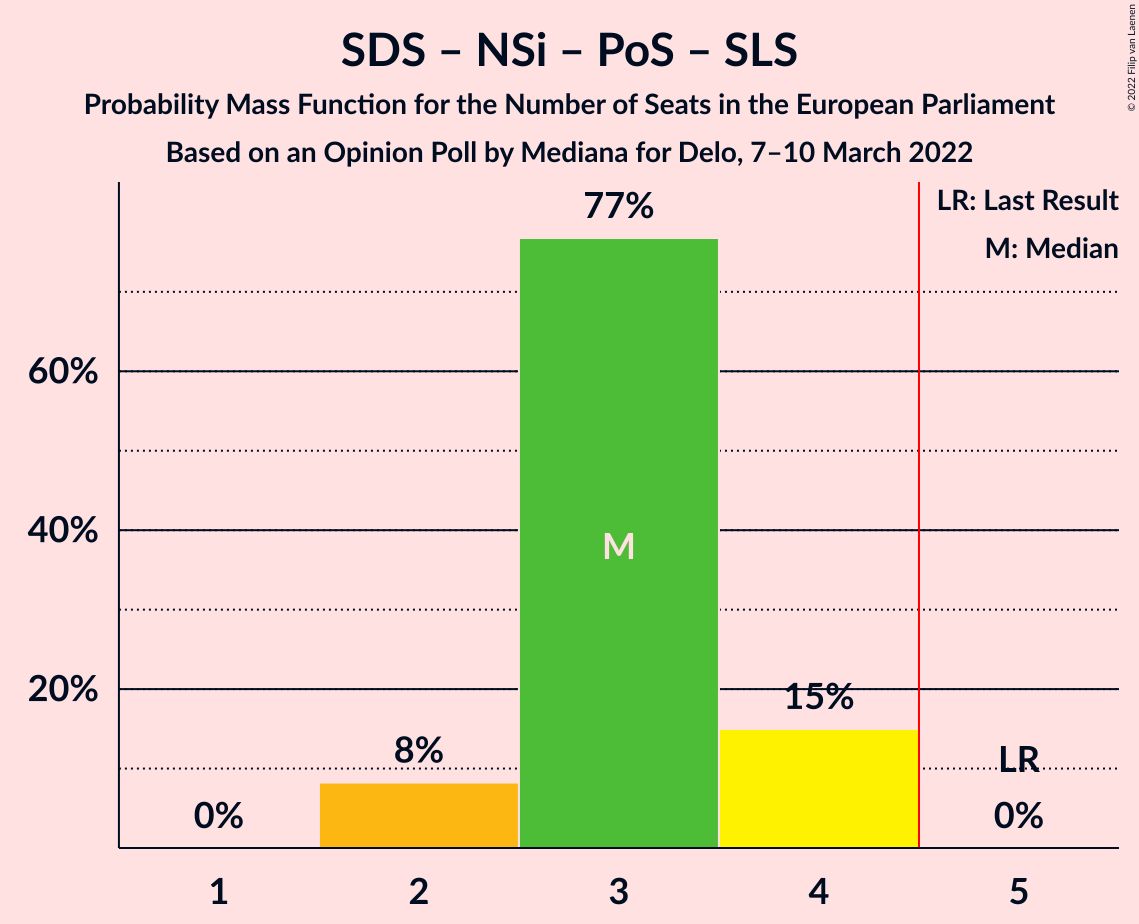 SDS – NSi – PoS – SLS
Probability Mass Function for the Number of Seats in the European Parliament
Based on an Opinion Poll by Mediana for Delo, 7–10 March 2022
© 2022 Filip van Laenen
LR: Last Result
M: Median
77%
60%
40%
M
20%
15%
8%
LR
0%
0%
1 2 3 4 5